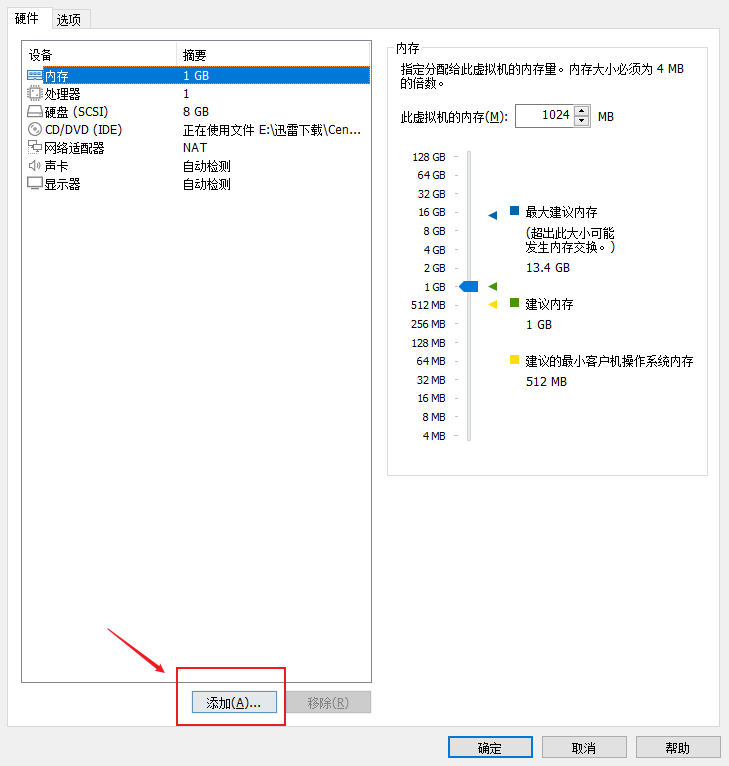 硬件 选项
设备 摘要
内存 1 GB
处理器 1
硬盘 (SCSI) 8 GB
CD/DVD (IDE) 正在使用文件 E:\迅雷下载\Cen...
网络适配器 NAT
声卡 自动检测
显示器 自动检测
添加(A)... 移除(R)
内存
指定分配给此虚拟机的内存量。内存大小必须为 4 MB
的倍数。
此虚拟机的内存(M): 1024 MB
128 GB
64 GB
32 GB
16 GB
8 GB
4 GB
2 GB
1 GB
512 MB
256 MB
128 MB
64 MB
32 MB
16 MB
8 MB
4 MB
最大建议内存
(超出此大小可能
发生内存交换。)
13.4 GB
建议内存
1 GB
建议的最小客户机操作系统内存
512 MB
确定 取消 帮助